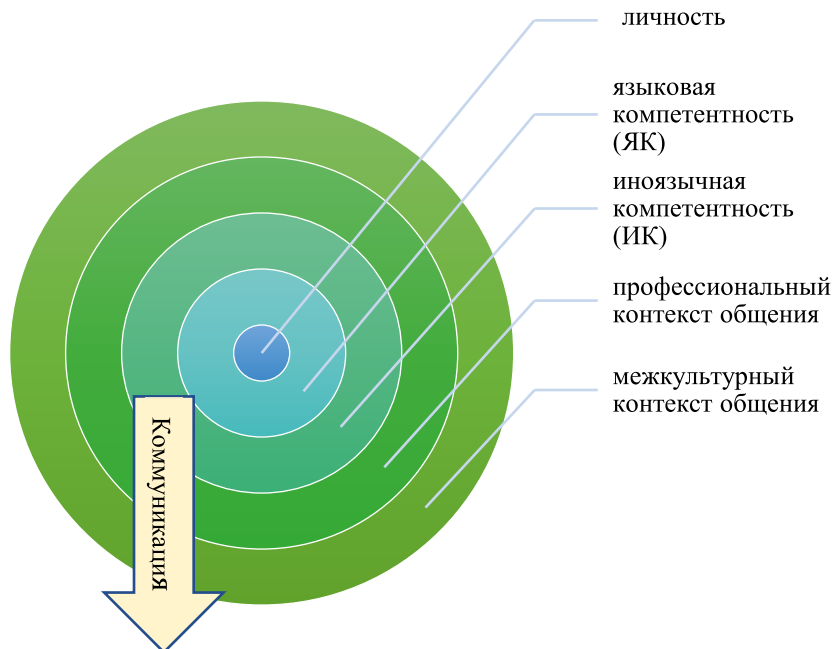 личность
языковая
компетентность
(ЯК)
иноязычная
компетентность
(ИК)
профессиональный
контекст общения
межкультурный
контекст общения
Коммуникация